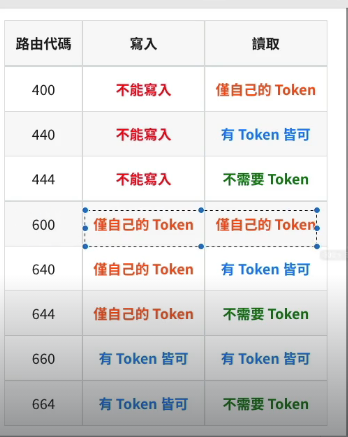 路由代碼 寫入 讀取
400 不能寫入 僅自己的 Token
440 不能寫入 有 Token 皆可
444 不能寫入 不需要 Token
600 僅自己的 Token 僅自己的 Token
640 僅自己的 Token 有 Token 皆可
644 僅自己的 Token 不需要 Token
660 有 Token 皆可 有 Token 皆可
664 有 Token 皆可 不需要 Token